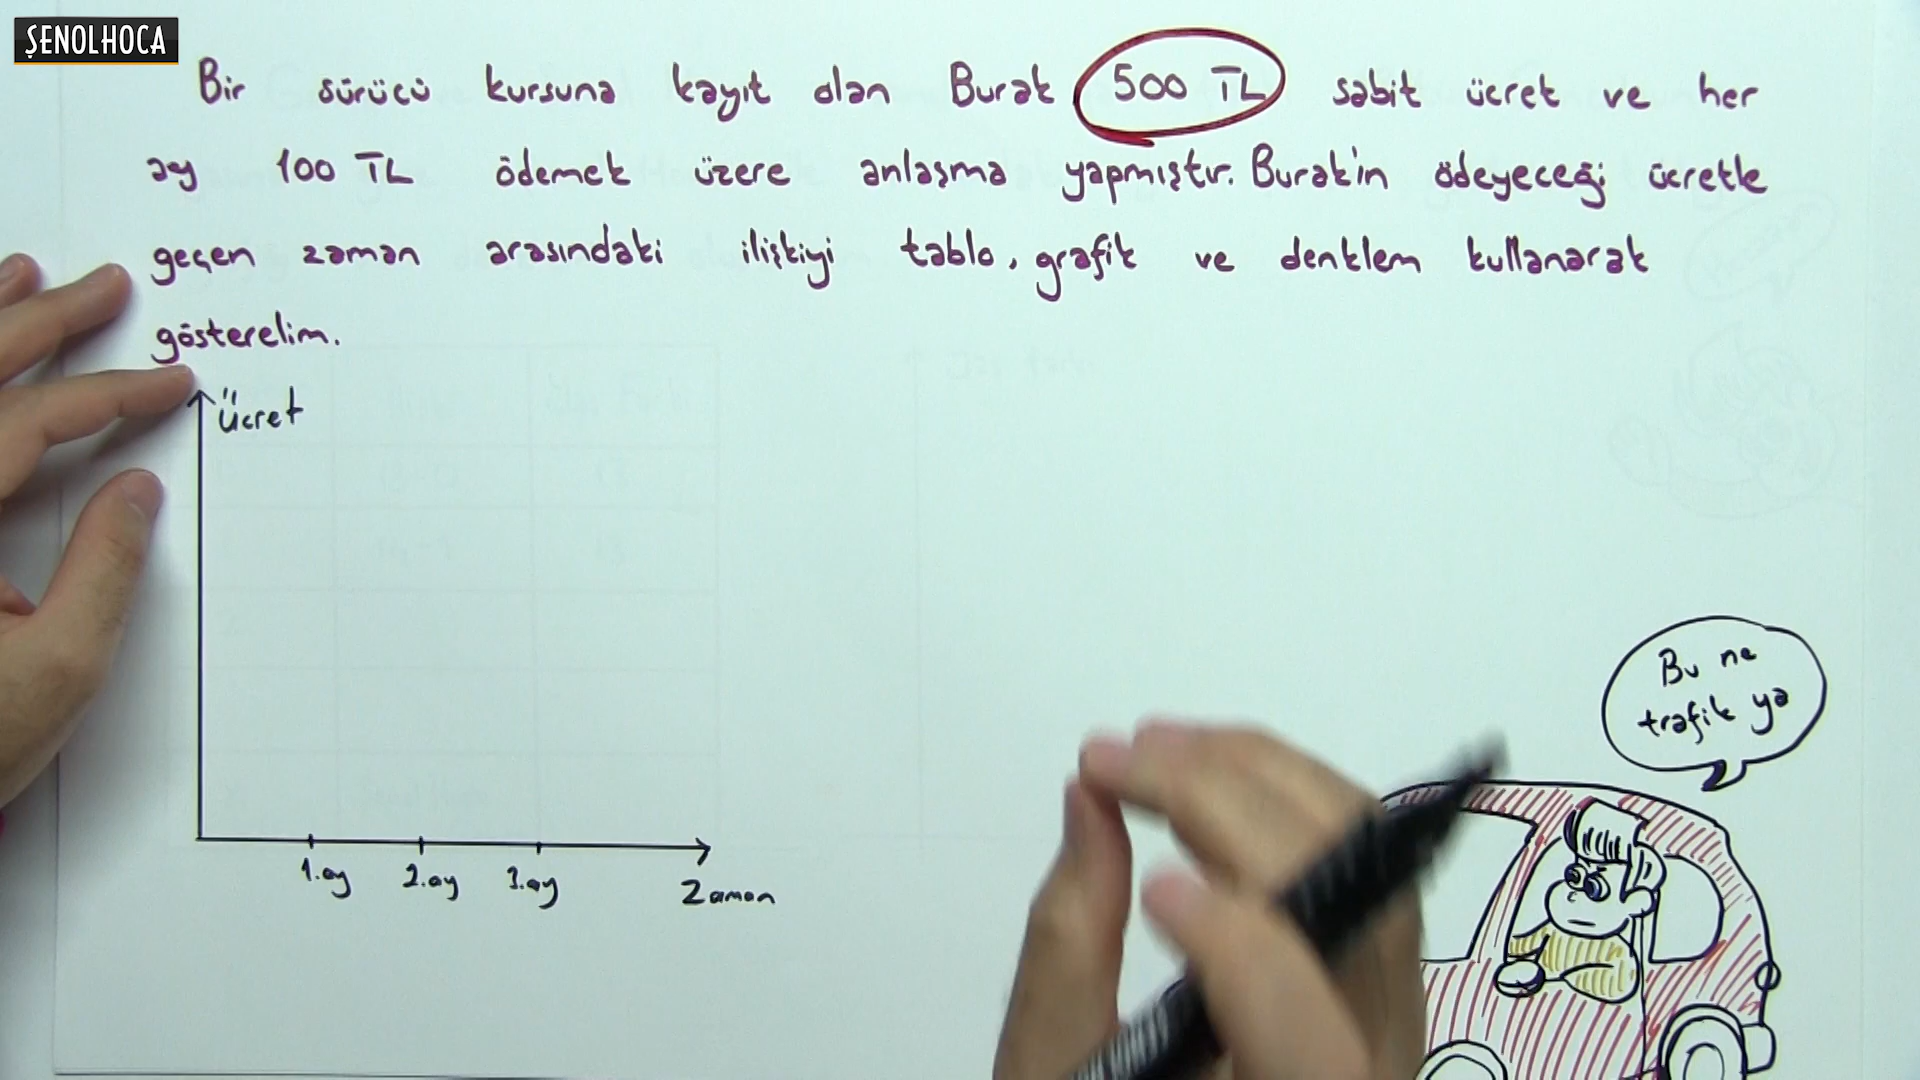 ŞENOLHOCA
Bir sürücü kursuna kayıt olan Burak 500 TL sabit ücret ve her
ay 100 TL ödemek üzere anlaşma yapmıştır. Burak'ın ödeyeceği ücretle
geçen zaman arasındaki ilişkiyi tablo, grafik ve denklem kullanarak
gösterelim.
Ücret
1.ay 2.ay 3.ay
Zaman
Bu ne
trafik ya